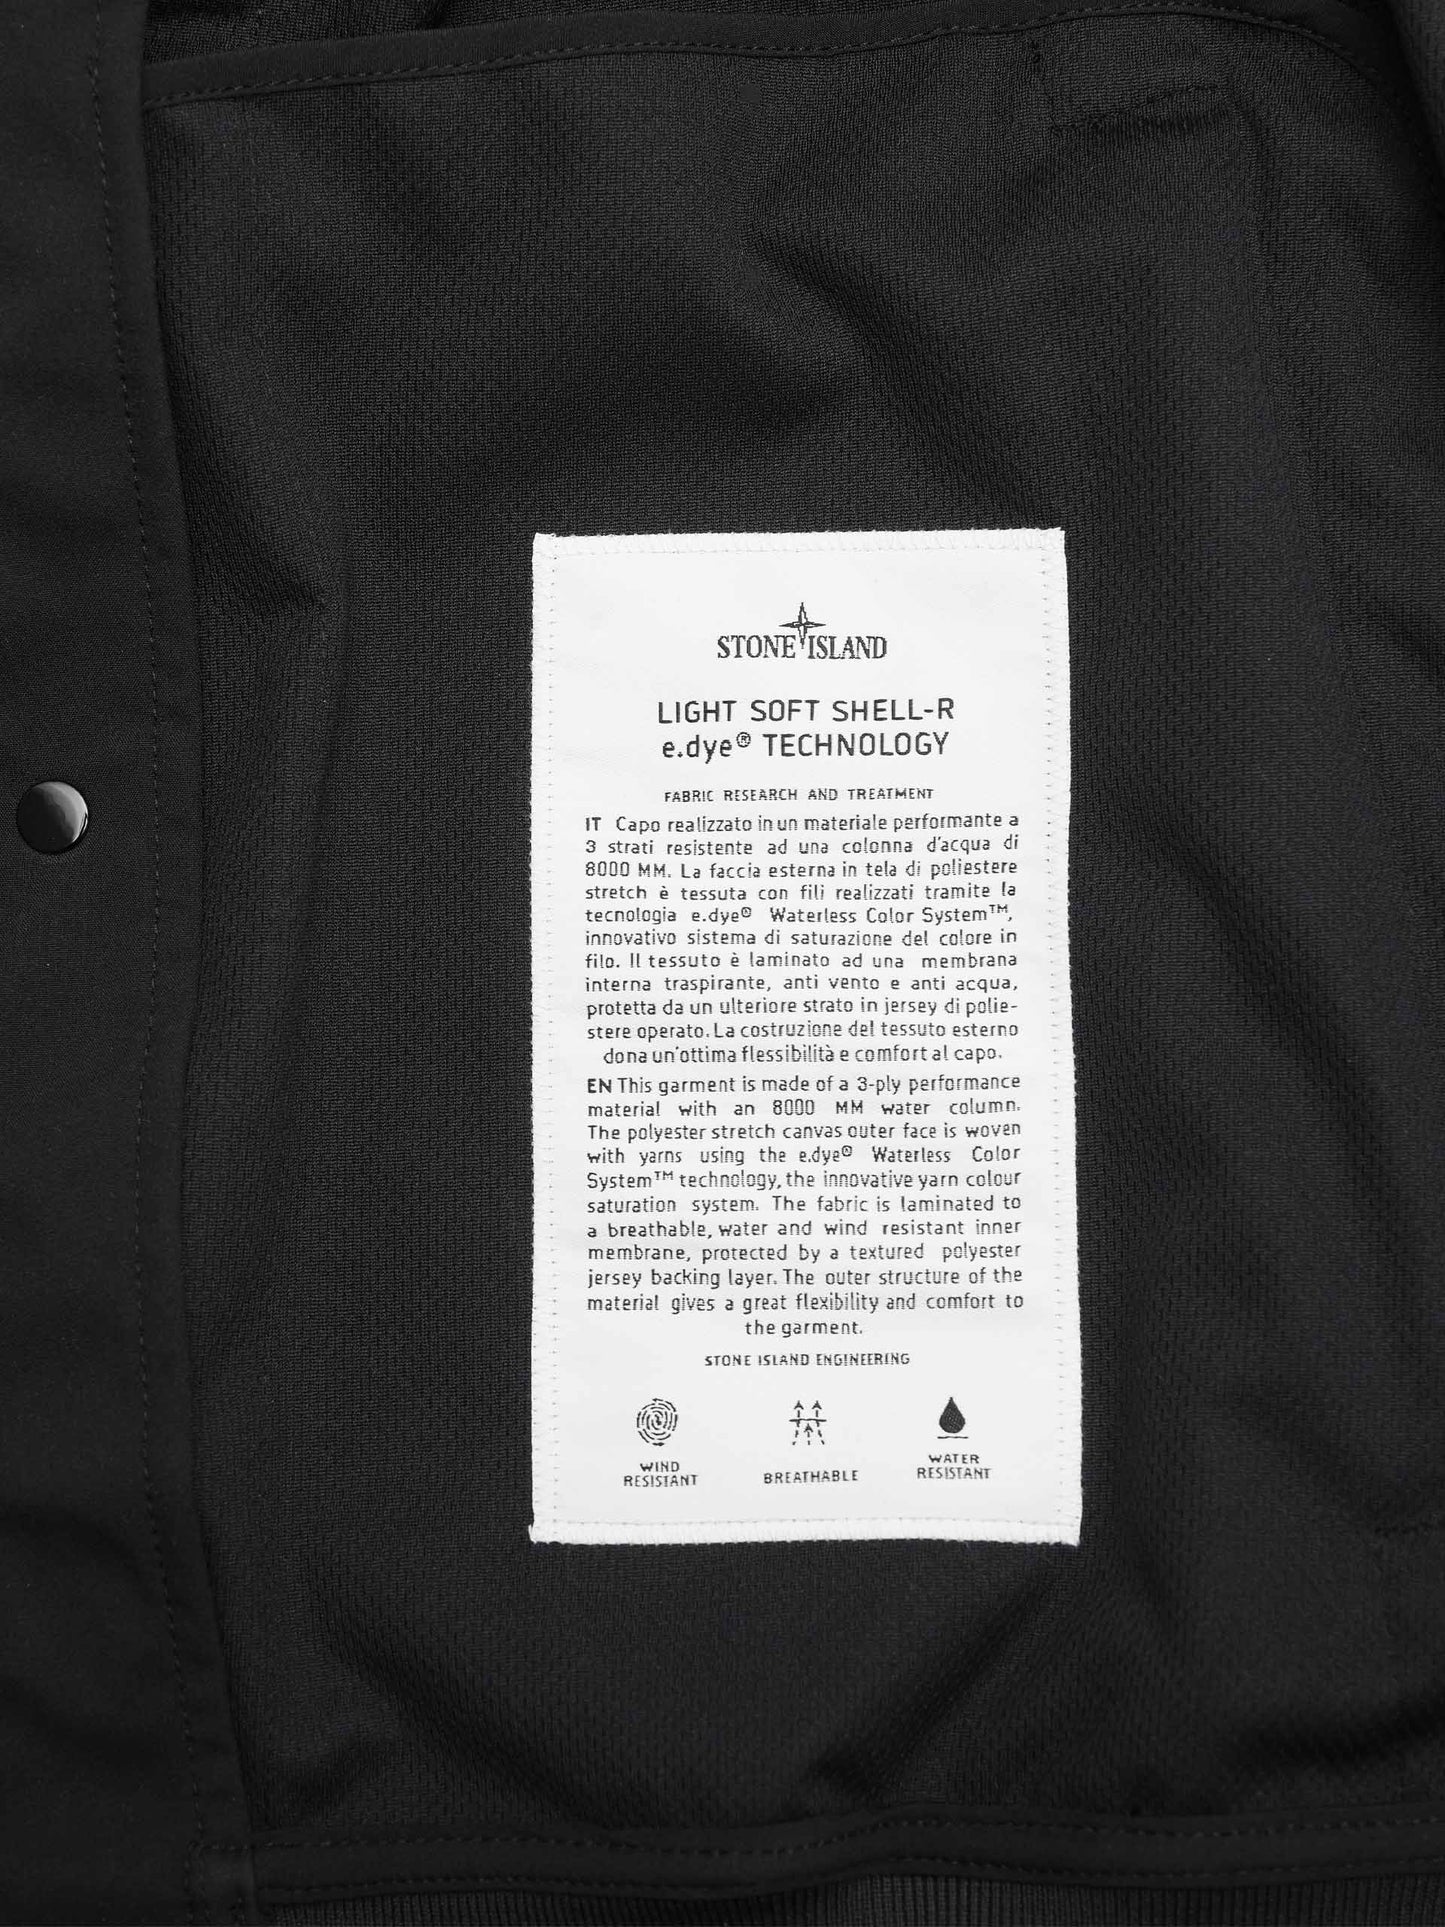 STONE ISLAND
LIGHT SOFT SHELL-R
e.dye® TECHNOLOGY
FABRIC RESEARCH AND TREATMENT
IT Capo realizzato in un materiale performante a
3 strati resistente ad una colonna d'acqua di
8000 MM. La faccia esterna in tela di poliestere
stretch è tessuta con fili realizzati tramite la
tecnologia e.dye® Waterless Color System™,
innovativo sistema di saturazione del colore in
filo. Il tessuto è laminato ad una membrana
interna traspirante, anti vento e anti acqua,
protetta da un ulteriore strato in jersey di polie-
stere operato. La costruzione del tessuto esterno
dona un'ottima flessibilità e comfort al capo.
EN This garment is made of a 3-ply performance
material with an 8000 MM water column.
The polyester stretch canvas outer face is woven
with yarns using the e.dye® Waterless Color
System™ technology, the innovative yarn colour
saturation system. The fabric is laminated to
a breathable, water and wind resistant inner
membrane, protected by a textured polyester
jersey backing layer. The outer structure of the
material gives a great flexibility and comfort to
the garment.
STONE ISLAND ENGINEERING
WIND
RESISTANT
BREATHABLE
WATER
RESISTANT